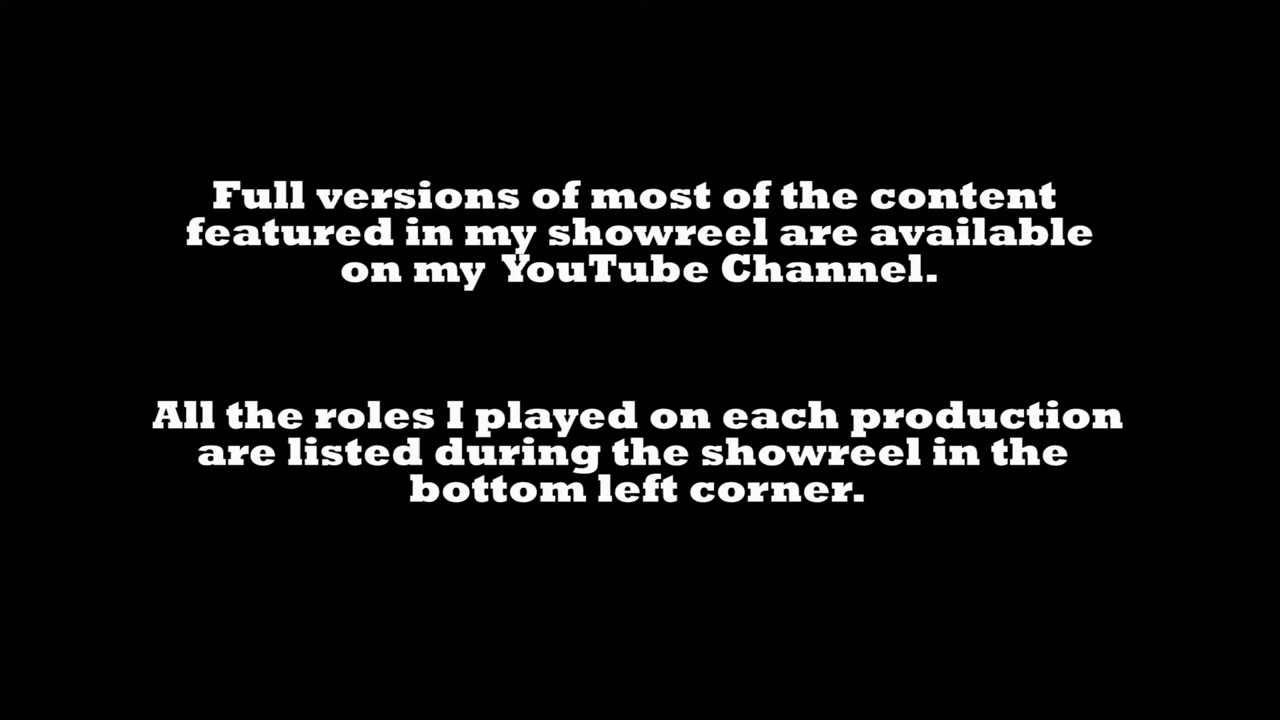 Full versions of most of the content
featured in my showreel are available
on my YouTube Channel.
All the roles I played on each production
are listed during the showreel in the
bottom left corner.